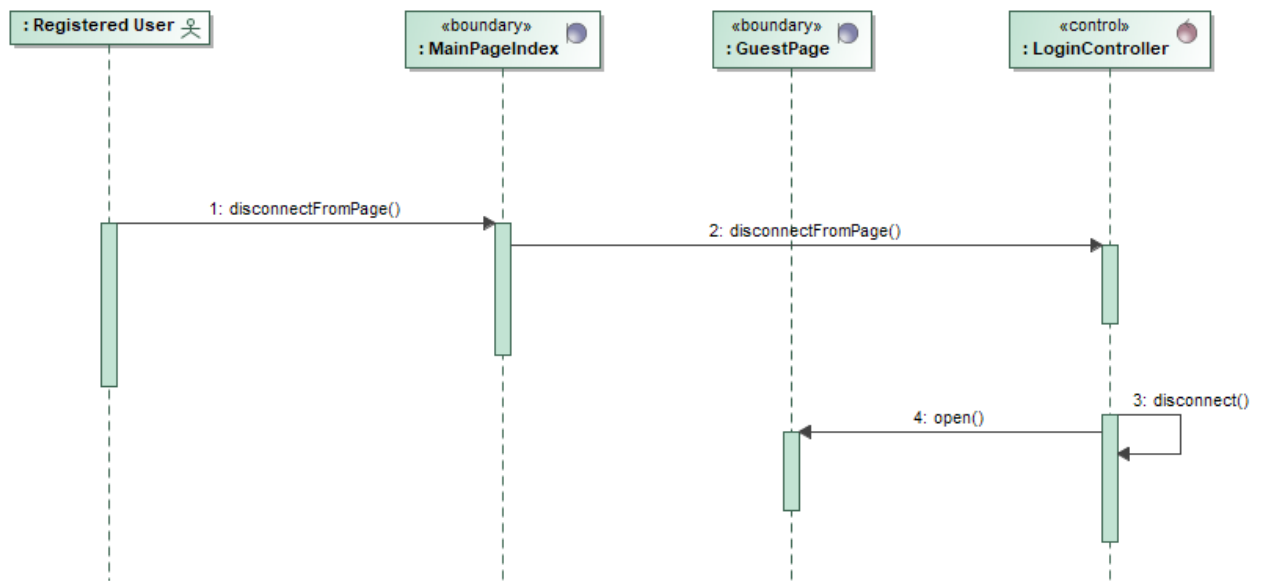 : Registered User
«boundary»
: MainPageIndex
«boundary»
: GuestPage
«control»
: LoginController
1: disconnectFromPage()
2: disconnectFromPage()
3: disconnect()
4: open()